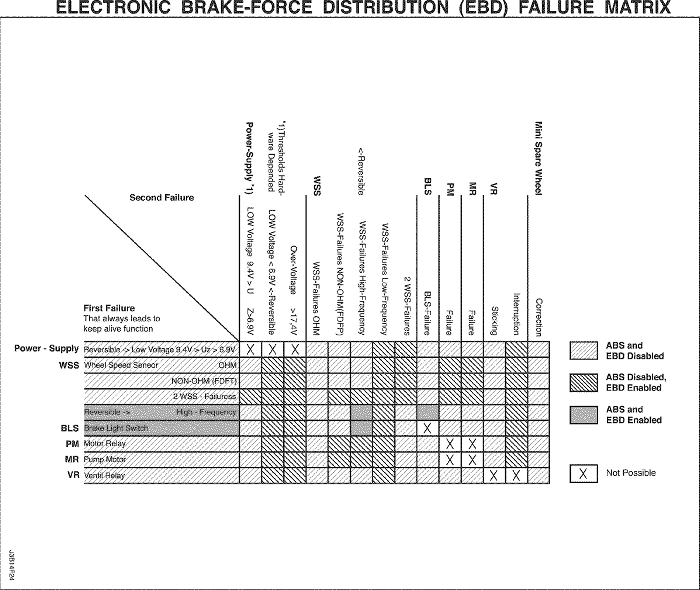 ELECTRONIC BRAKE-FORCE DISTRIBUTION (EBD) FAILURE MATRIX
Second Failure
Power-Supply *1)
*1)Thresholds Hard-
ware Depended
WSS
<-Reversible
BLS
PM
MR
VR
Mini Spare Wheel
LOW Voltage 9.4V > U Z>6.9V
LOW Voltage < 6.9V <-Reversible
Over-Voltage >17,4V
WSS-Failures OHM
WSS-Failures NON-OHM(FDFP)
WSS-Failures High-Frequency
WSS-Failures Low-Frequency
2 WSS-Failures
BLS-Failure
Failure
Failure
Sticking
Interruption
Correction
First Failure
That always leads to
keep alive function
Power - Supply Reversible -> Low Voltage 9.4V > Uz > 6.9V X X X
WSS Wheel Speed Sensor OHM
NON-OHM (FDFT)
2 WSS - Failuress
Reversible -> High - Frequency
BLS Brake Light Switch X
PM Motor Relay X X
MR Pump Motor X X
VR Ventil Relay X X
ABS and
EBD Disabled
ABS Disabled,
EBD Enabled
ABS and
EBD Enabled
X Not Possible
J3B14F24